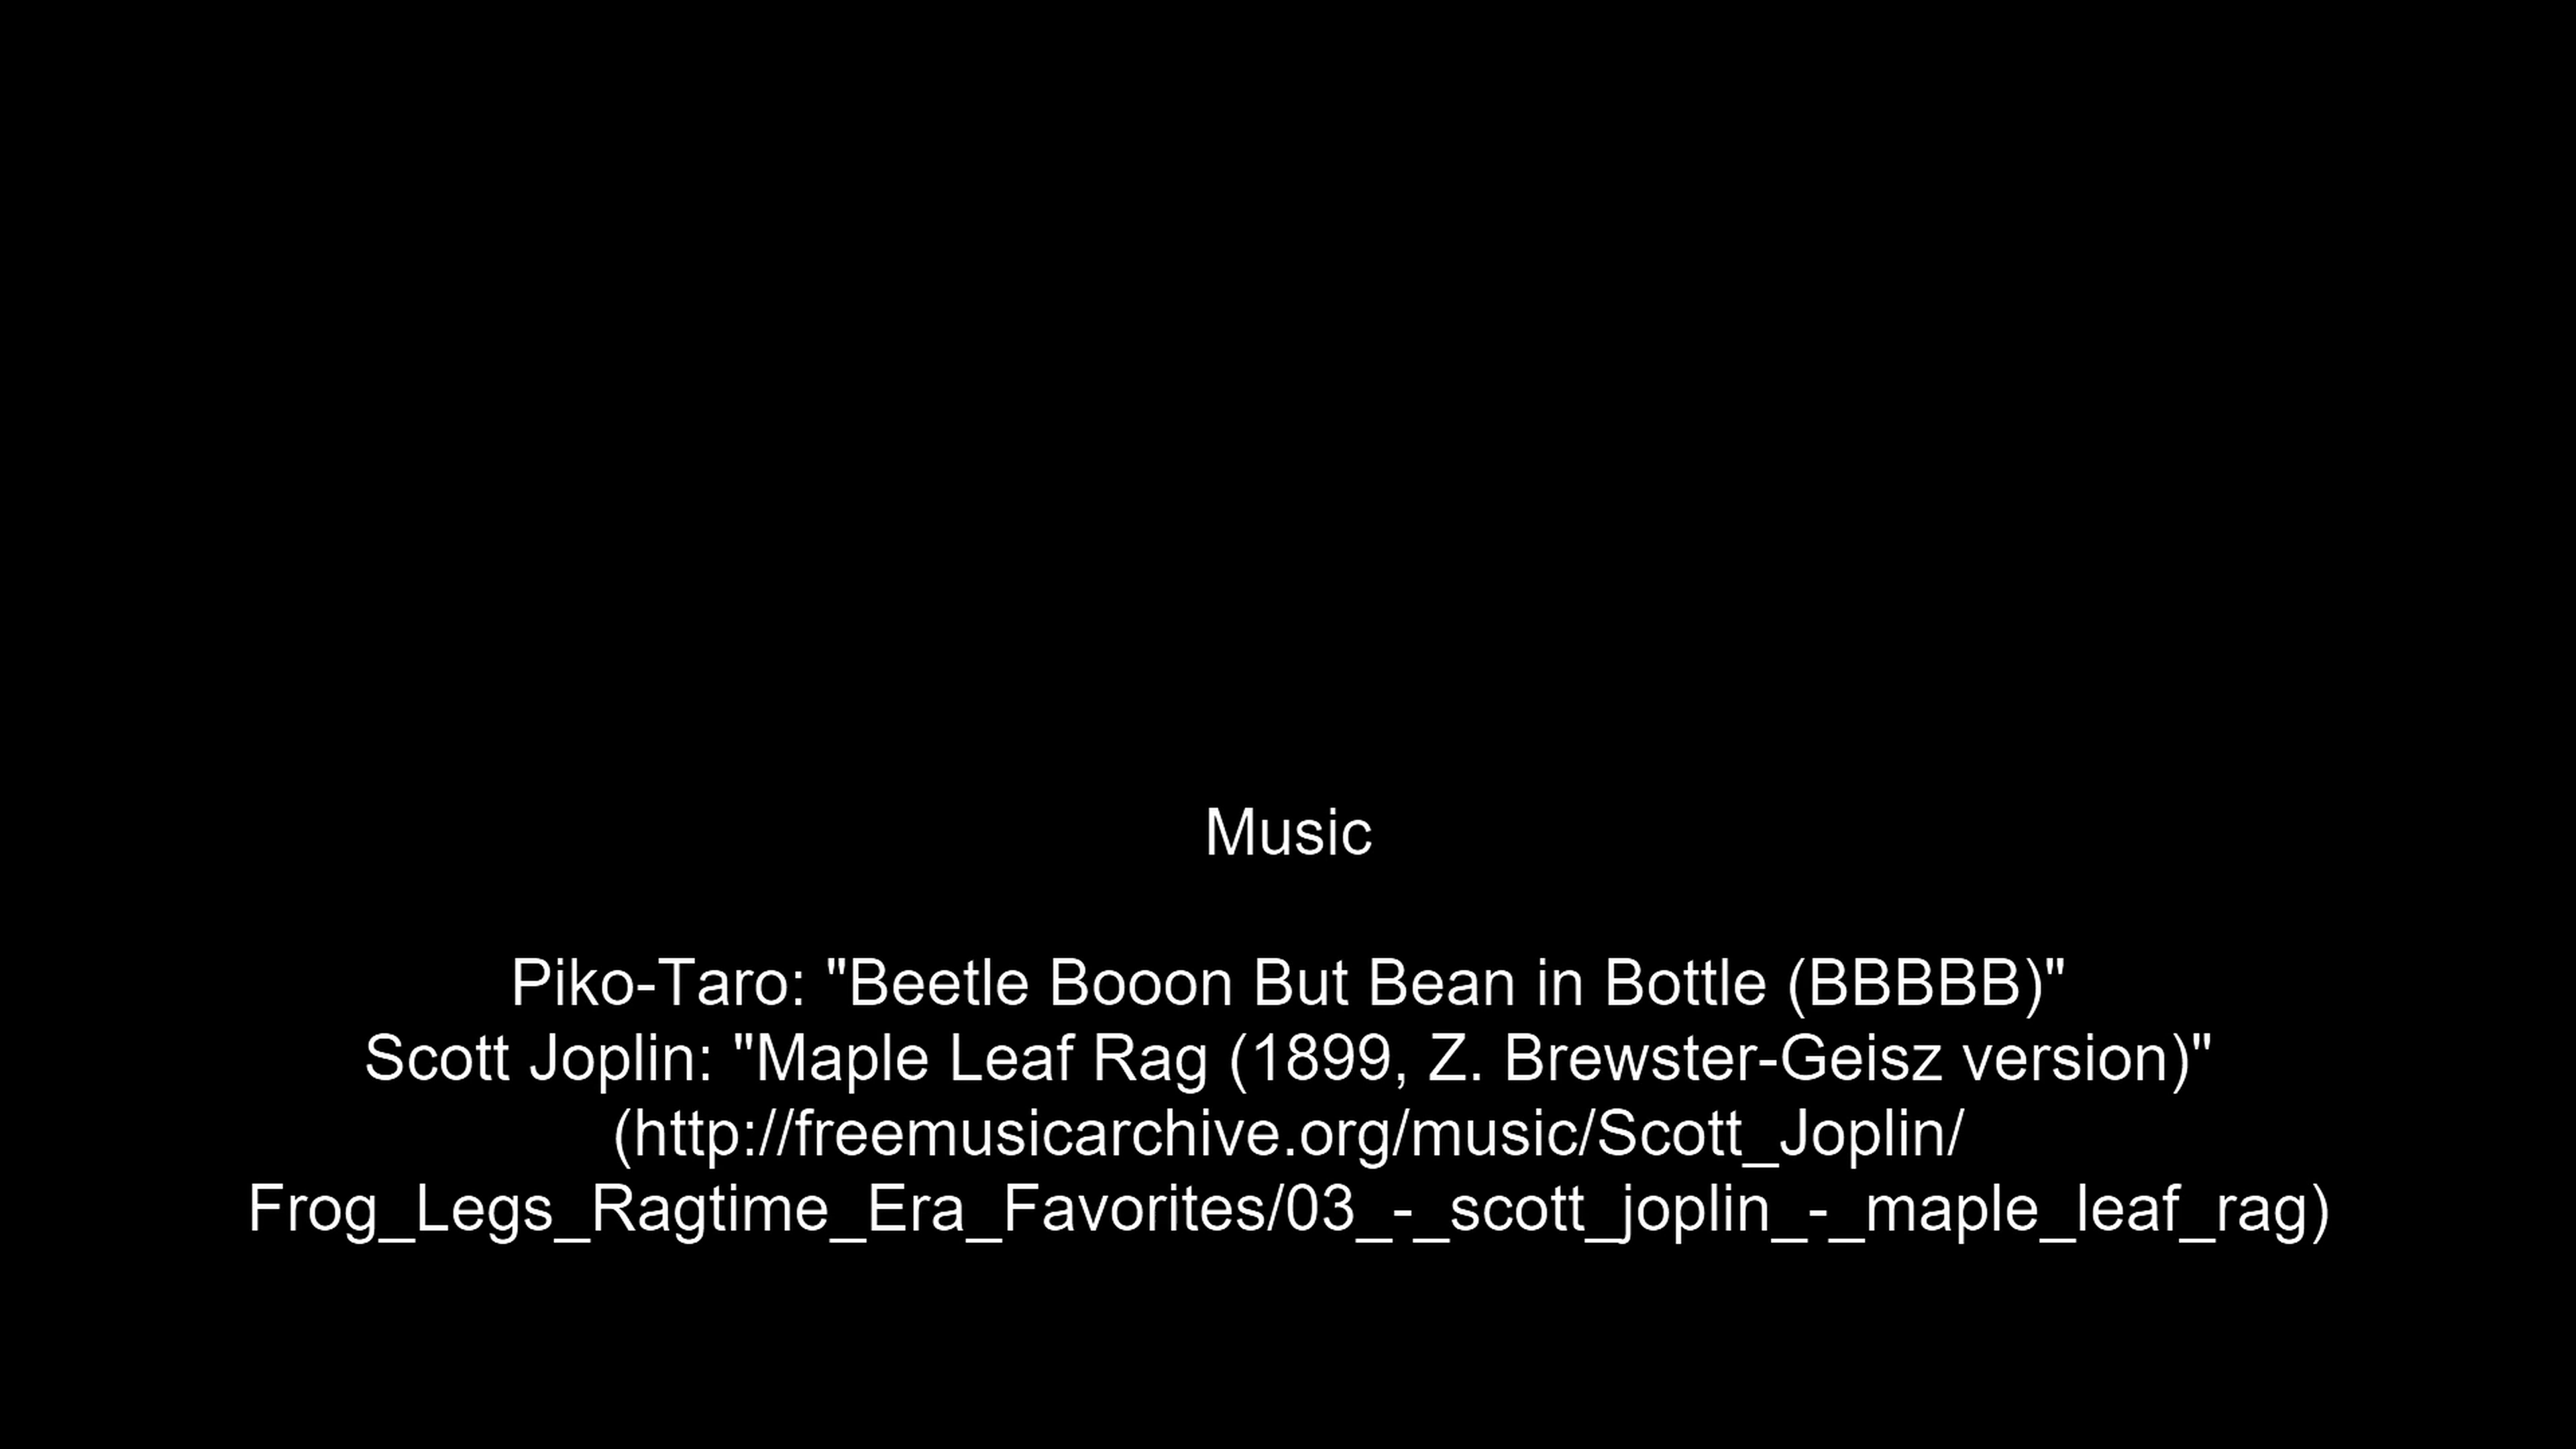 Music
Piko-Taro: "Beetle Booon But Bean in Bottle (BBBBB)"
Scott Joplin: "Maple Leaf Rag (1899, Z. Brewster-Geisz version)"
(http://freemusicarchive.org/music/Scott_Joplin/
Frog_Legs_Ragtime_Era_Favorites/03_-_scott_joplin_-_maple_leaf_rag)